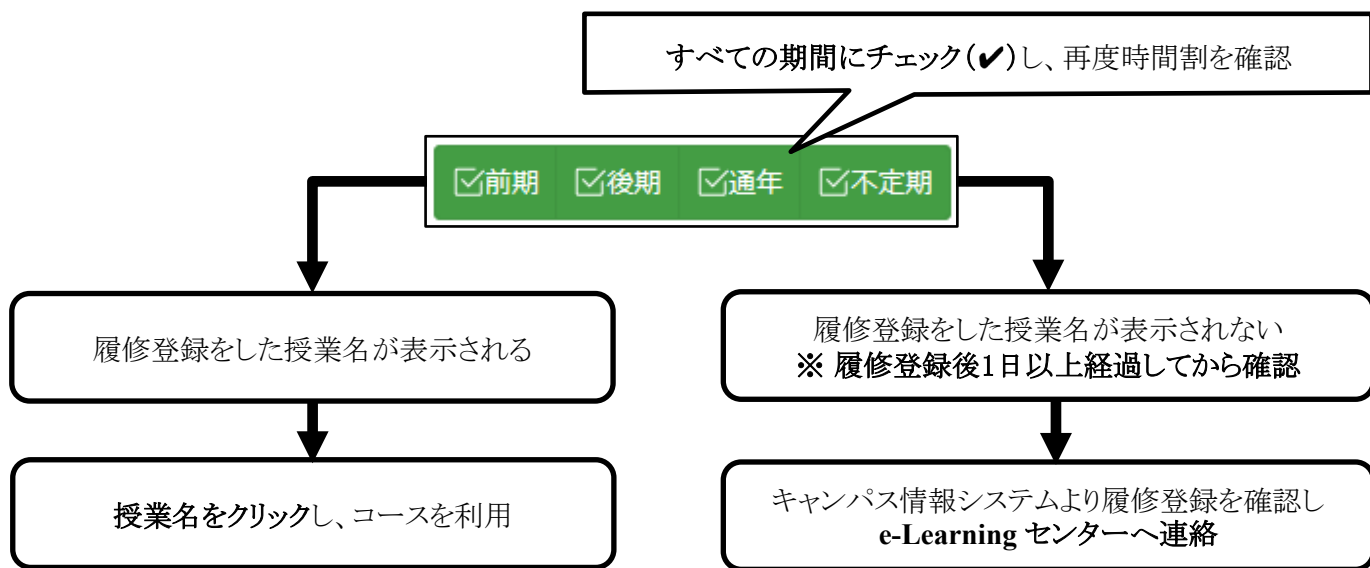 すべての期間にチェック(✔)し、再度時間割を確認
☑前期 ☑後期 ☑通年 ☑不定期
履修登録をした授業名が表示される
履修登録をした授業名が表示されない
※ 履修登録後1日以上経過してから確認
授業名をクリックし、コースを利用
キャンパス情報システムより履修登録を確認し
e-Learning センターへ連絡